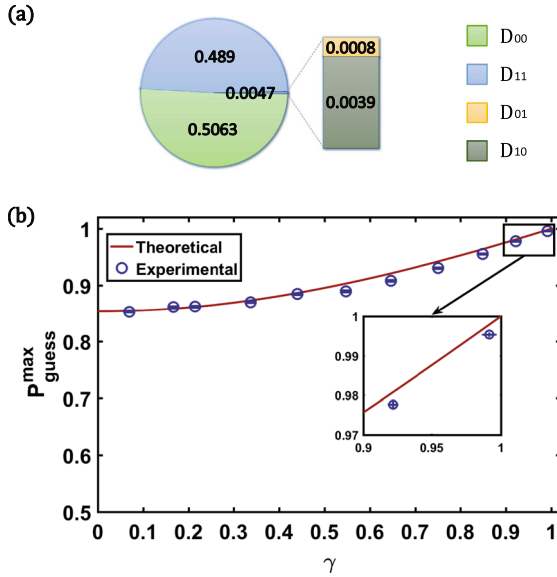 (a)
0.489
0.0047
0.5063
0.0008
0.0039
D00
D11
D01
D10
(b)
Theoretical
Experimental
P max guess
1
0.9
0.8
0.7
0.6
0.5
0 0.1 0.2 0.3 0.4 0.5 0.6 0.7 0.8 0.9 1
γ
1
0.99
0.98
0.97
0.9 0.95 1